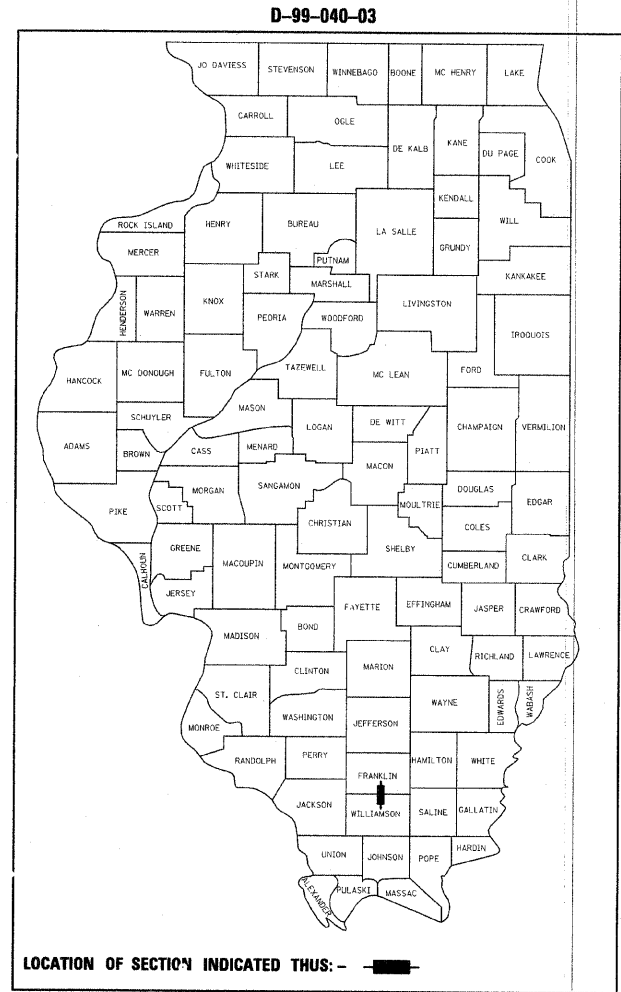 D-99-040-03
JO DAVIESS
STEVENSON
WINNEBAGO
BOONE
MC HENRY
LAKE
CARROLL
OGLE
DE KALB
KANE
DU PAGE
COOK
WHITESIDE
LEE
KENDALL
WILL
ROCK ISLAND
HENRY
BUREAU
LA SALLE
GRUNDY
MERCER
PUTNAM
STARK
MARSHALL
KANKAKEE
HENDERSON
WARREN
KNOX
PEORIA
WOODFORD
LIVINGSTON
IROQUOIS
HANCOCK
MC DONOUGH
FULTON
TAZEWELL
MC LEAN
FORD
SCHUYLER
MASON
LOGAN
DE WITT
CHAMPAIGN
VERMILION
ADAMS
BROWN
CASS
MENARD
MACON
PIATT
PIKE
SCOTT
MORGAN
SANGAMON
CHRISTIAN
MOULTRIE
DOUGLAS
EDGAR
COLES
CALHOUN
GREENE
MACOUPIN
MONTGOMERY
SHELBY
CUMBERLAND
CLARK
JERSEY
FAYETTE
EFFINGHAM
JASPER
CRAWFORD
MADISON
BOND
CLAY
RICHLAND
LAWRENCE
CLINTON
MARION
ST. CLAIR
WAYNE
EDWARDS
WABASH
MONROE
WASHINGTON
JEFFERSON
RANDOLPH
PERRY
FRANKLIN
HAMILTON
WHITE
JACKSON
WILLIAMSON
SALINE
GALLATIN
UNION
JOHNSON
POPE
HARDIN
ALEXANDER
PULASKI
MASSAC
LOCATION OF SECTION INDICATED THUS: -